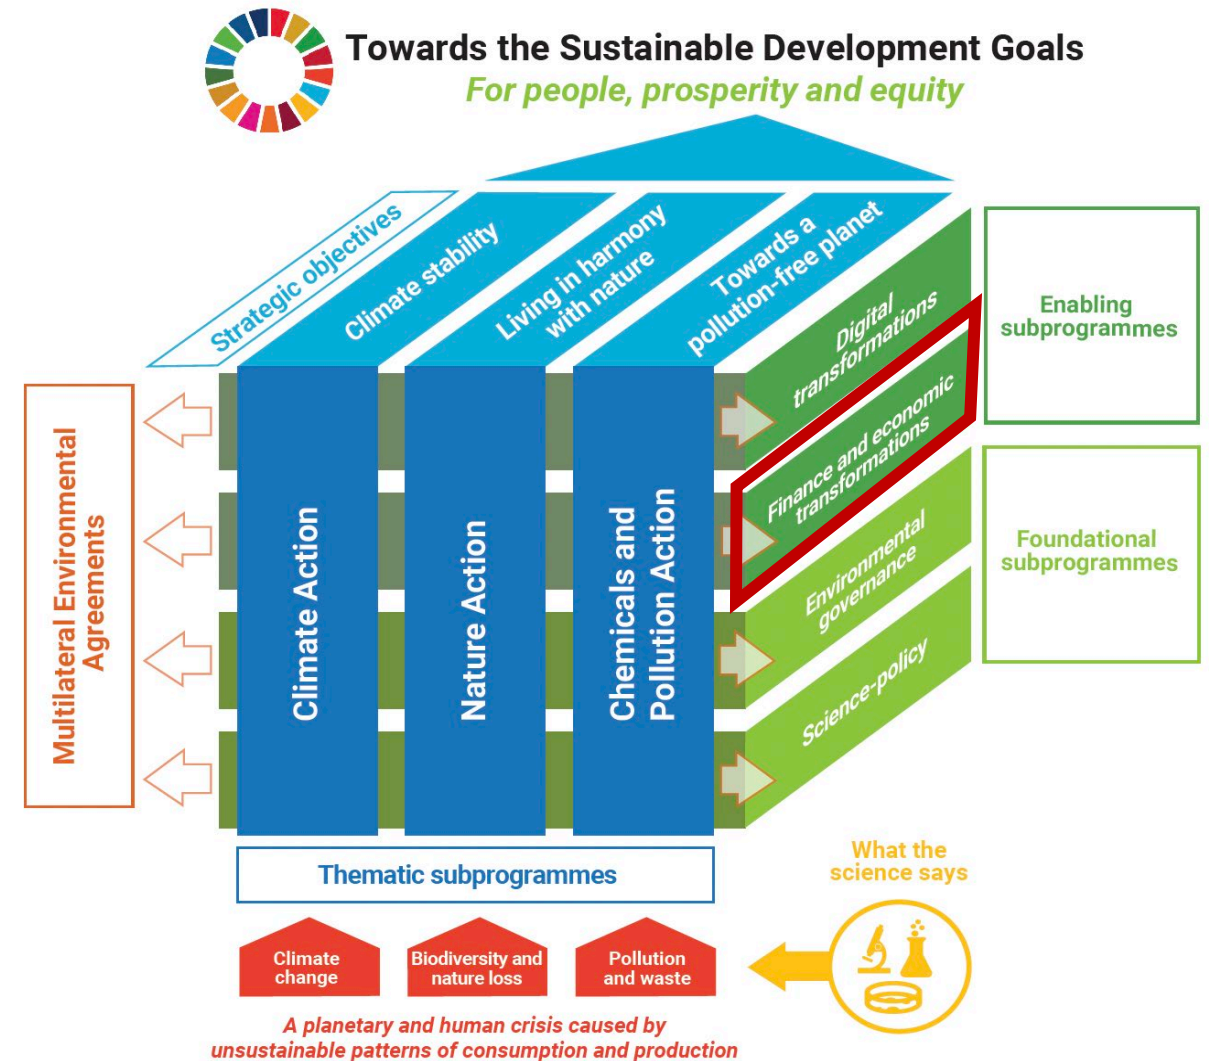 Towards the Sustainable Development Goals
For people, prosperity and equity
Strategic objectives
Climate stability
Living in harmony
with nature
Towards a
pollution-free planet
Digital
transformations
Finance and economic
transformations
Environmental
governance
Science-policy
Enabling
subprogrammes
Foundational
subprogrammes
Multilateral Environmental
Agreements
Climate Action
Nature Action
Chemicals and
Pollution Action
Thematic subprogrammes
What the
science says
Climate
change
Biodiversity and
nature loss
Pollution
and waste
A planetary and human crisis caused by
unsustainable patterns of consumption and production